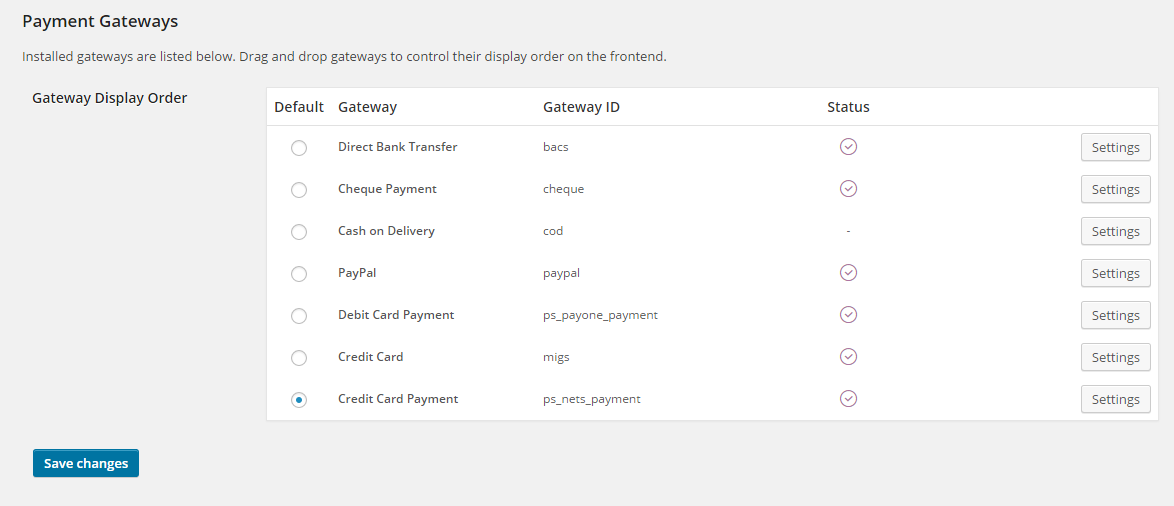 Payment Gateways
Installed gateways are listed below. Drag and drop gateways to control their display order on the frontend.
Gateway Display Order
Default Gateway Gateway ID Status
Direct Bank Transfer bacs Settings
Cheque Payment cheque Settings
Cash on Delivery cod - Settings
PayPal paypal Settings
Debit Card Payment ps_payone_payment Settings
Credit Card migs Settings
Credit Card Payment ps_nets_payment Settings
Save changes